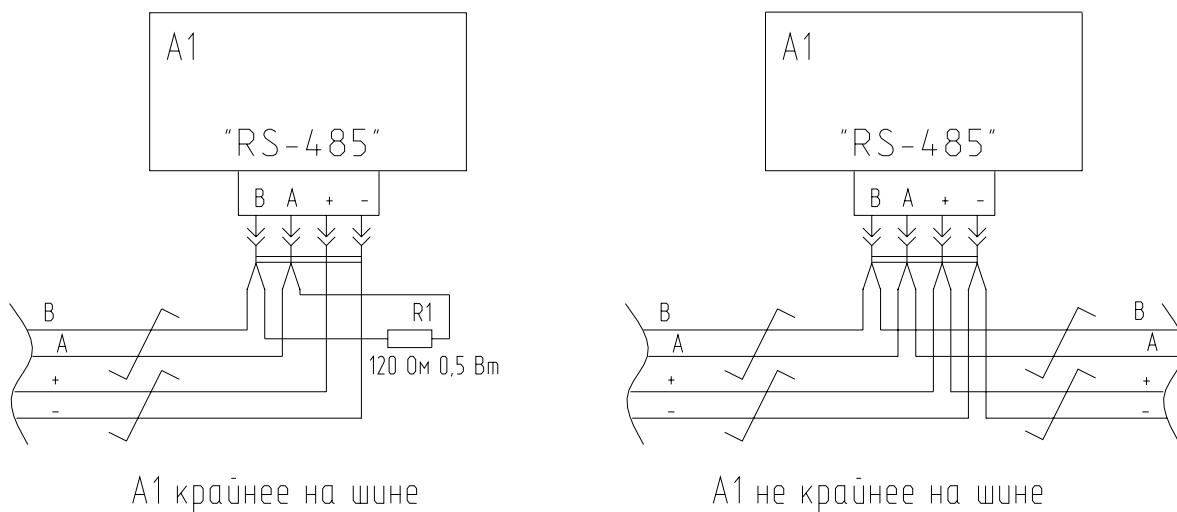 A1
"RS-485"
B A + -
B
A
+
-
R1
120 Ом 0,5 Вт
A1 крайнее на шине
A1
"RS-485"
B A + -
B
A
+
-
B
A
+
-
A1 не крайнее на шине